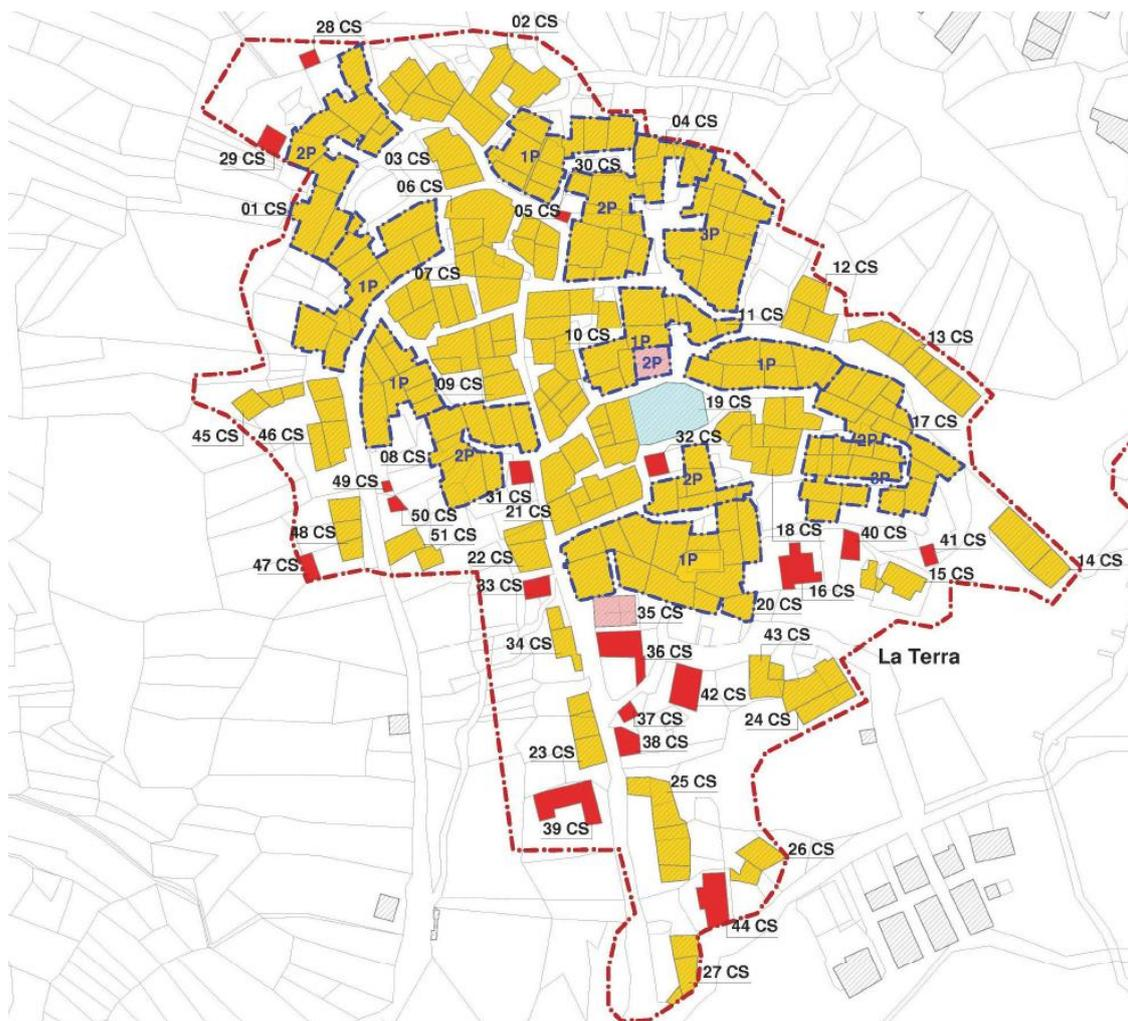 28 CS
02 CS
04 CS
03 CS
1P
30 CS
29 CS
2P
06 CS
01 CS
05 CS
2P
3P
07 CS
12 CS
1P
11 CS
13 CS
10 CS
1P
2P
1P
1P
09 CS
19 CS
17 CS
45 CS
46 CS
32 CS
2P
08 CS
2P
49 CS
31 CS
2P
3P
50 CS
21 CS
48 CS
51 CS
18 CS
40 CS
41 CS
22 CS
1P
47 CS
14 CS
33 CS
16 CS
15 CS
20 CS
35 CS
34 CS
43 CS
36 CS
La Terra
42 CS
37 CS
24 CS
38 CS
23 CS
25 CS
39 CS
26 CS
44 CS
27 CS